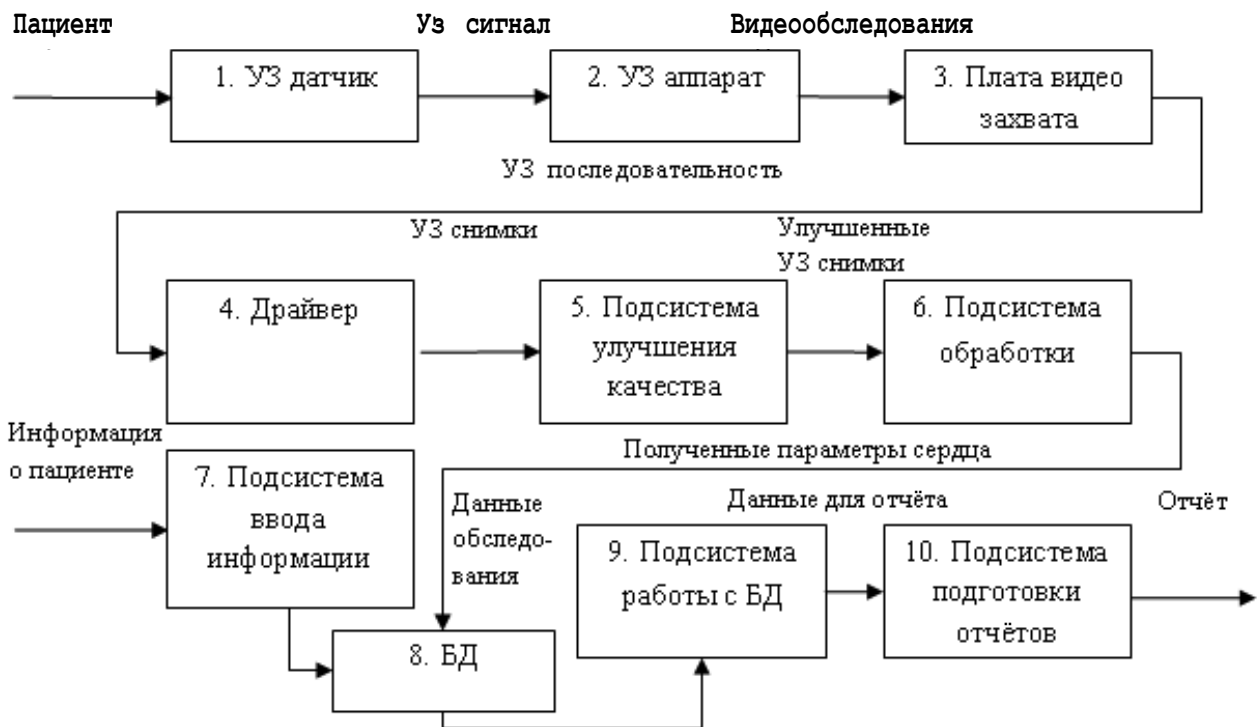 Пациент Уз сигнал Видеообследования
1. УЗ датчик
2. УЗ аппарат
3. Плата видео
захвата
УЗ последовательность
УЗ снимки
Улучшенные
УЗ снимки
4. Драйвер
5. Подсистема
улучшения
качества
6. Подсистема
обработки
Информация
о пациенте
Полученные параметры сердца
7. Подсистема
ввода
информации
Данные
обследо-
вания
Данные для отчёта
Отчёт
9. Подсистема
работы с БД
10. Подсистема
подготовки
отчётов
8. БД